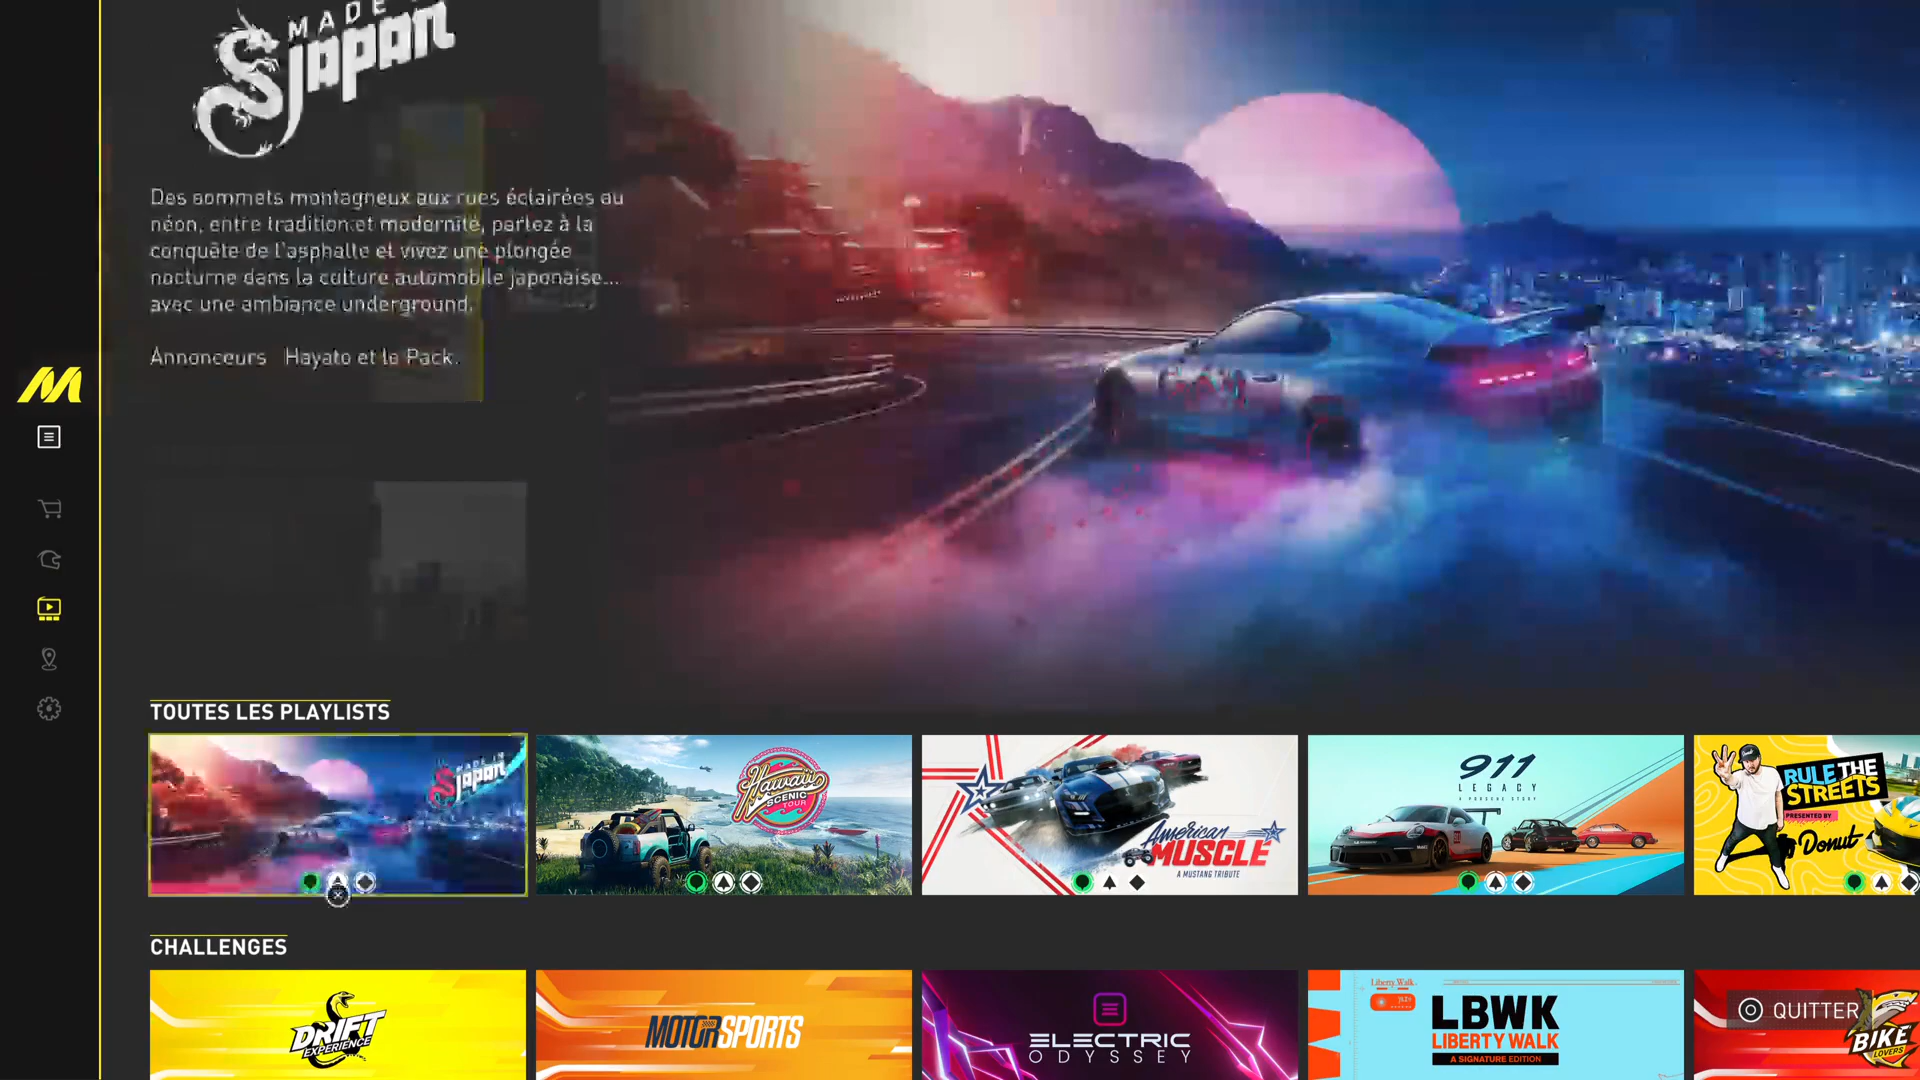 MADE
Japan
Des sommets montagneux aux rues éclairées au
néon, entre tradition et modernité, partez à la
conquête de l'asphalte et vivez une plongée
nocturne dans la culture automobile japonaise...
avec une ambiance underground.
Annonceurs Hayato et le Pack.
TOUTES LES PLAYLISTS
MADE IN
Japan
Hawaii
SCENIC
TOUR
American
MUSCLE
A MUSTANG TRIBUTE
911
LEGACY
A PORSCHE STORY
RULE THE
STREETS
PRESENTED BY
Donut
CHALLENGES
DRIFT
EXPERIENCE
MOTORSPORTS
ELECTRIC
ODYSSEY
Liberty Walk
LBWK
LIBERTY WALK
A SIGNATURE EDITION
QUITTER
BIKE
LOVERS